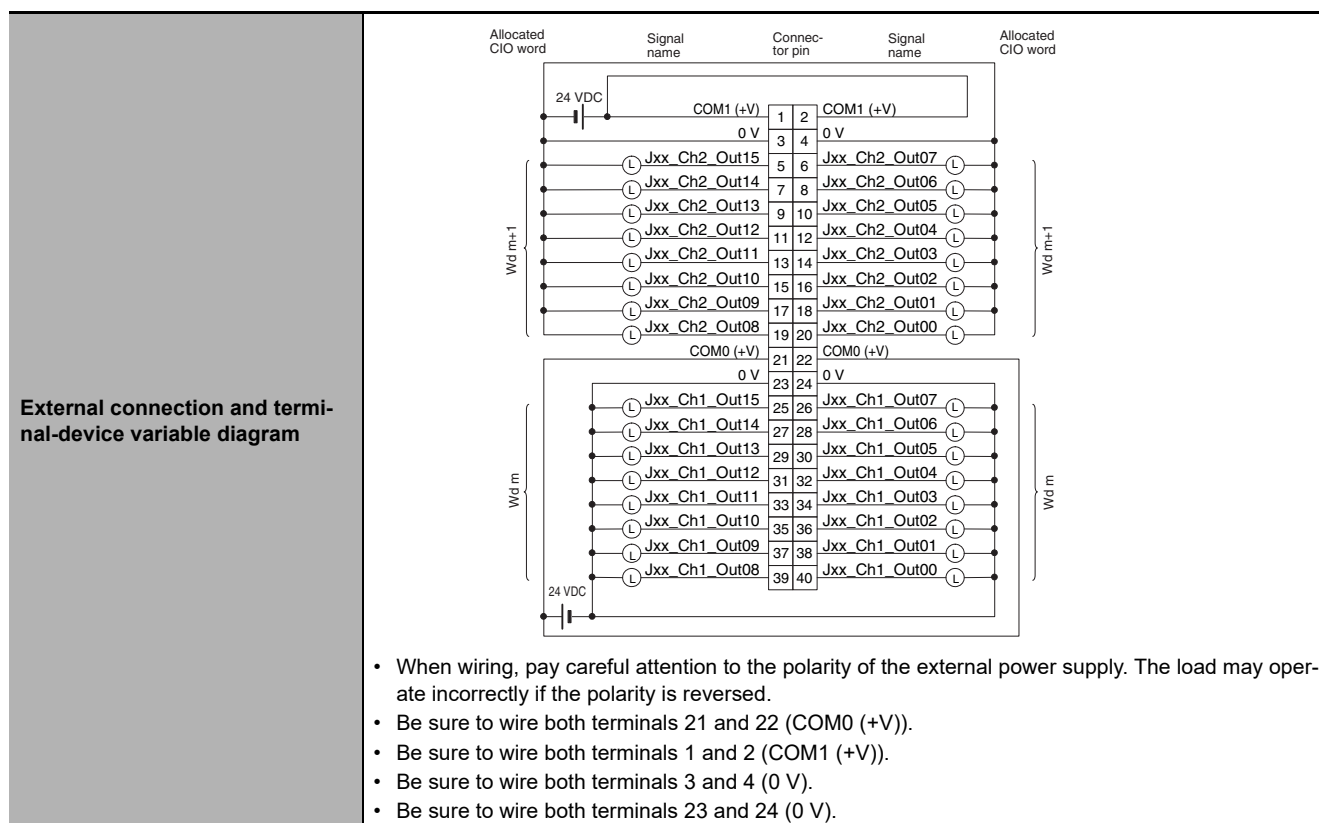 External connection and termi-
nal-device variable diagram
Allocated
CIO word
Signal
name
Connec-
tor pin
Signal
name
Allocated
CIO word
24 VDC
COM1 (+V) 1 2 COM1 (+V)
0 V 3 4 0 V
L Jxx_Ch2_Out15 5 6 Jxx_Ch2_Out07 L
L Jxx_Ch2_Out14 7 8 Jxx_Ch2_Out06 L
L Jxx_Ch2_Out13 9 10 Jxx_Ch2_Out05 L
L Jxx_Ch2_Out12 11 12 Jxx_Ch2_Out04 L
L Jxx_Ch2_Out11 13 14 Jxx_Ch2_Out03 L
L Jxx_Ch2_Out10 15 16 Jxx_Ch2_Out02 L
L Jxx_Ch2_Out09 17 18 Jxx_Ch2_Out01 L
L Jxx_Ch2_Out08 19 20 Jxx_Ch2_Out00 L
Wd m+1
Wd m+1
COM0 (+V) 21 22 COM0 (+V)
0 V 23 24 0 V
L Jxx_Ch1_Out15 25 26 Jxx_Ch1_Out07 L
L Jxx_Ch1_Out14 27 28 Jxx_Ch1_Out06 L
L Jxx_Ch1_Out13 29 30 Jxx_Ch1_Out05 L
L Jxx_Ch1_Out12 31 32 Jxx_Ch1_Out04 L
L Jxx_Ch1_Out11 33 34 Jxx_Ch1_Out03 L
L Jxx_Ch1_Out10 35 36 Jxx_Ch1_Out02 L
L Jxx_Ch1_Out09 37 38 Jxx_Ch1_Out01 L
L Jxx_Ch1_Out08 39 40 Jxx_Ch1_Out00 L
Wd m
Wd m
24 VDC
• When wiring, pay careful attention to the polarity of the external power supply. The load may oper-
ate incorrectly if the polarity is reversed.
• Be sure to wire both terminals 21 and 22 (COM0 (+V)).
• Be sure to wire both terminals 1 and 2 (COM1 (+V)).
• Be sure to wire both terminals 3 and 4 (0 V).
• Be sure to wire both terminals 23 and 24 (0 V).